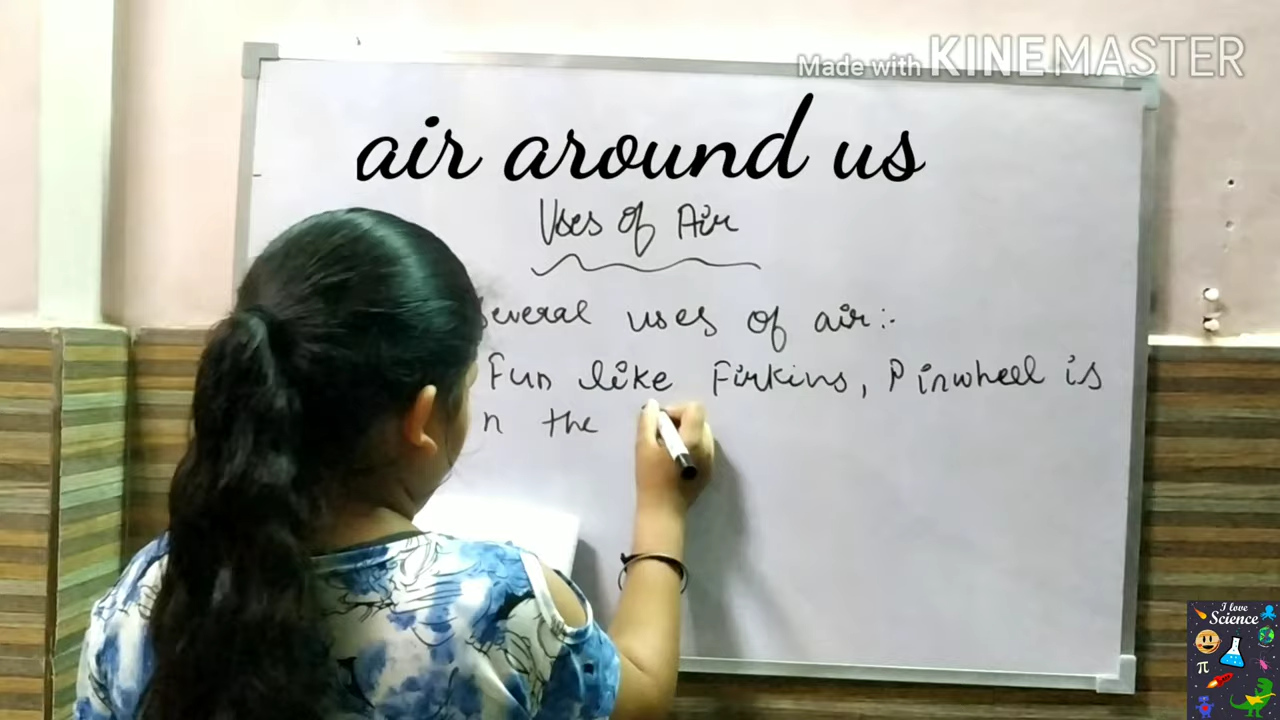 Made with KINEMASTER
air around us
Uses of Air
several uses of air:-
Fun like Firkins, Pinwheel is
n the
I love
Science
π